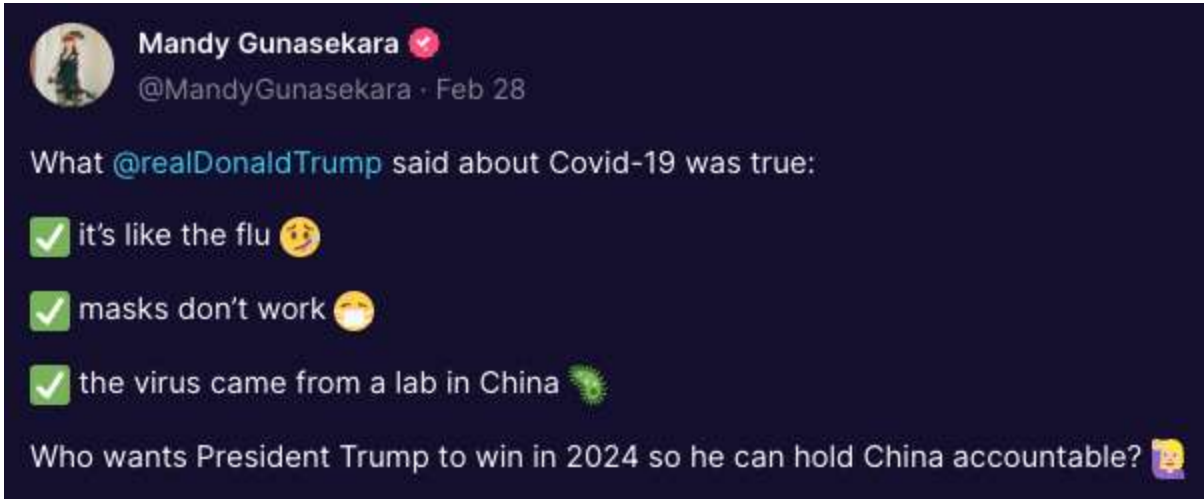 Mandy Gunasekara
@MandyGunasekara · Feb 28
What @realDonaldTrump said about Covid-19 was true:
✅ it’s like the flu 🤒
✅ masks don’t work 😷
✅ the virus came from a lab in China 🦠
Who wants President Trump to win in 2024 so he can hold China accountable? 🙋🏼‍♀️